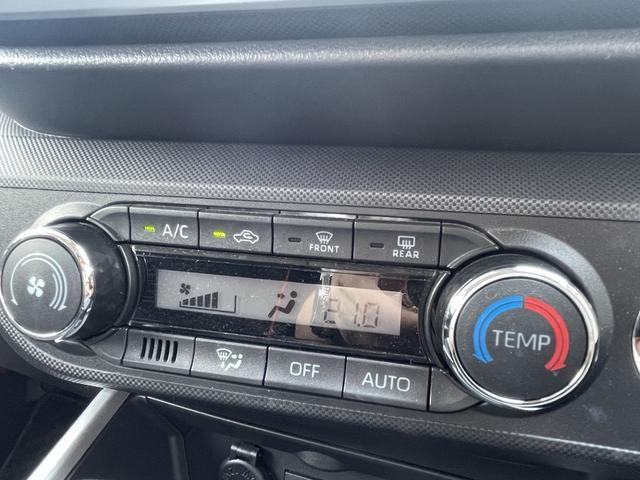 A/C
FRONT
REAR
21.0
OFF
AUTO
TEMP